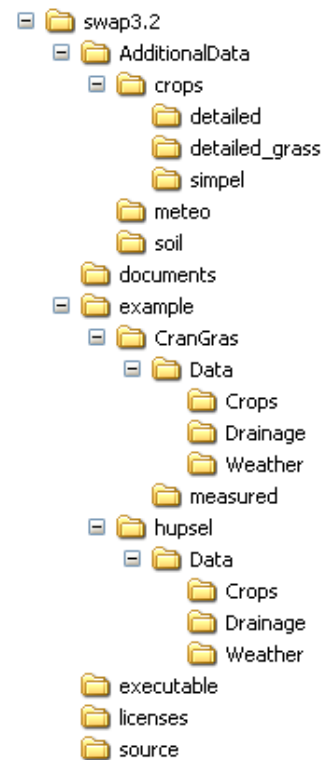 swap3.2
AdditionalData
crops
detailed
detailed_grass
simpel
meteo
soil
documents
example
CranGras
Data
Crops
Drainage
Weather
measured
hupsel
Data
Crops
Drainage
Weather
executable
licenses
source